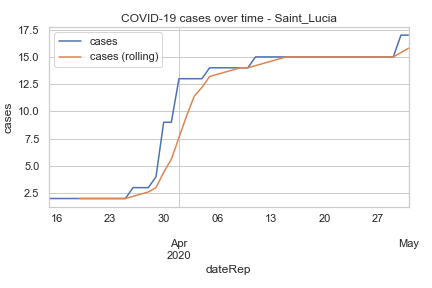 COVID-19 cases over time - Saint_Lucia
17.5
15.0
12.5
10.0
7.5
5.0
2.5
cases
cases
cases (rolling)
16 23 30 06 13 20 27
Apr May
2020
dateRep